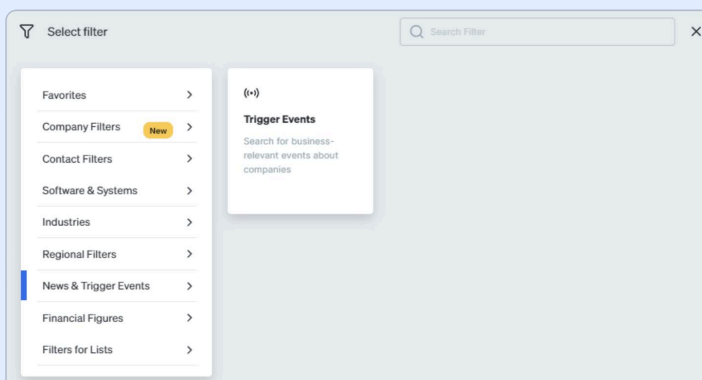 Select filter
Search Filter
Favorites
Company Filters New
Contact Filters
Software & Systems
Industries
Regional Filters
News & Trigger Events
Financial Figures
Filters for Lists
Trigger Events
Search for business-
relevant events about
companies